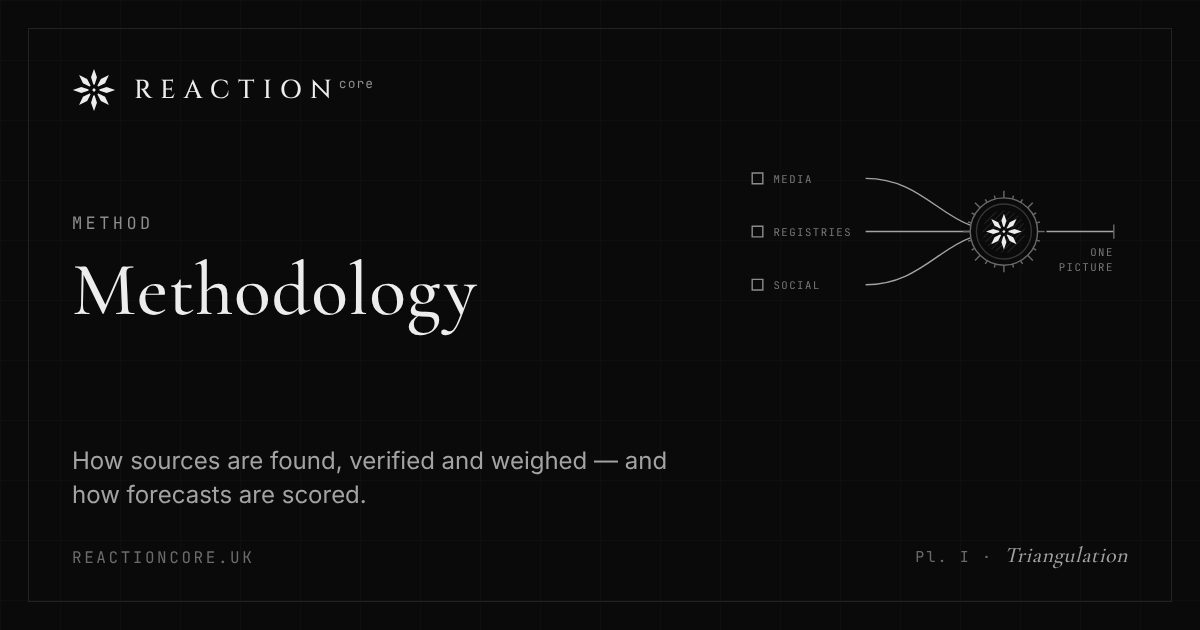 REACTION core
METHOD
Methodology
MEDIA
REGISTRIES
SOCIAL
ONE
PICTURE
How sources are found, verified and weighed — and
how forecasts are scored.
REACTIONCORE.UK
Pl. I · Triangulation